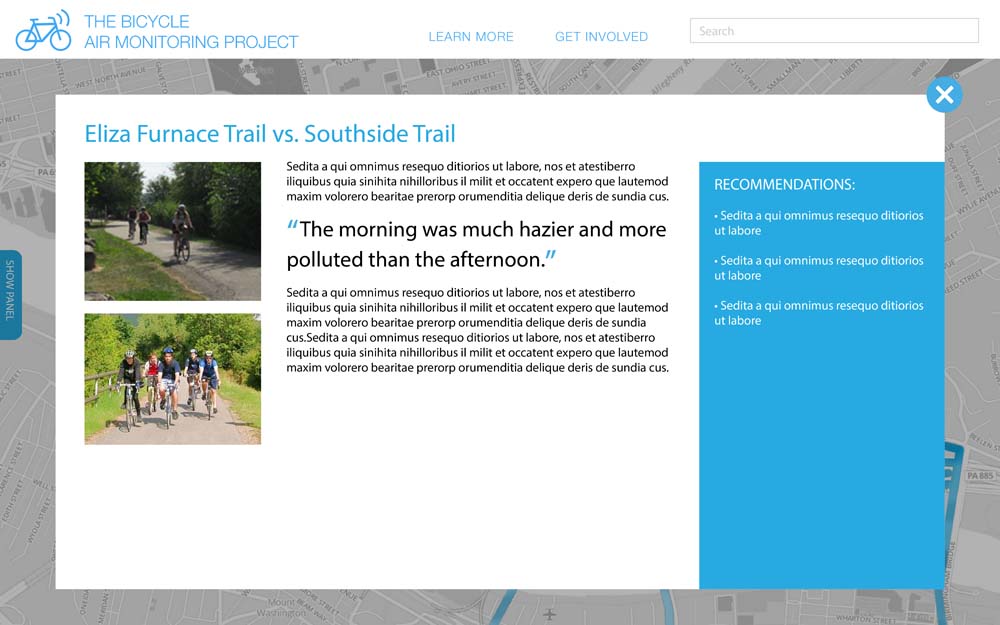 THE BICYCLE
AIR MONITORING PROJECT
LEARN MORE
GET INVOLVED
Search
WEST NORTH AVENUE
EAST OHIO STREET
AVERY STREET
Allegheny
LIBERTY
Eliza Furnace Trail vs. Southside Trail
Sedita a qui omnimus resequo ditiorios ut labore, nos et atestiberro
iliquibus quia sinihita nihilloribus il milit et occatent expero que lautemod
maxim volorero bearitae prerorp orumenditia delique deris de sundia cus.
“The morning was much hazier and more
polluted than the afternoon.”
Sedita a qui omnimus resequo ditiorios ut labore, nos et atestiberro
iliquibus quia sinihita nihilloribus il milit et occatent expero que lautemod
maxim volorero bearitae prerorp orumenditia delique deris de sundia
cus.Sedita a qui omnimus resequo ditiorios ut labore, nos et atestiberro
iliquibus quia sinihita nihilloribus il milit et occatent expero que lautemod
maxim volorero bearitae prerorp orumenditia delique deris de sundia cus.
RECOMMENDATIONS:
• Sedita a qui omnimus resequo ditiorios
ut labore
• Sedita a qui omnimus resequo ditiorios
ut labore
• Sedita a qui omnimus resequo ditiorios
ut labore
SHOW PANEL
PA 885
Mount
Washington
WHARTON STREET